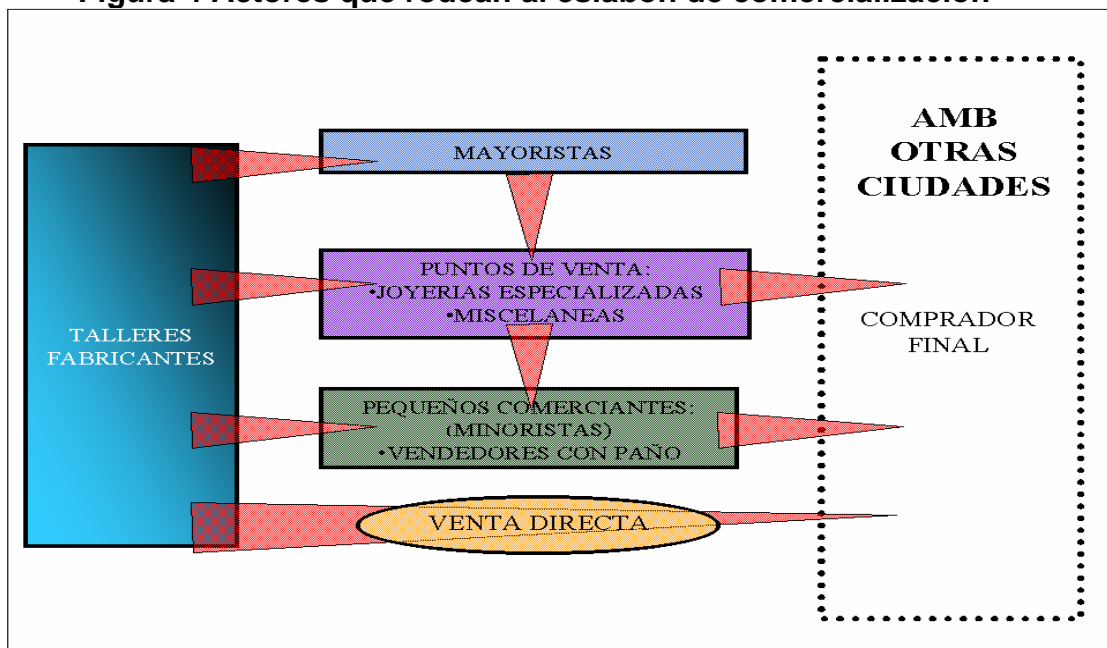 Figura 4 Actores que rodean al eslabón de comercialización
MAYORISTAS
AMB
OTRAS
CIUDADES
PUNTOS DE VENTA:
•JOYERIAS ESPECIALIZADAS
•MISCELANEAS
TALLERES
FABRICANTES
COMPRADOR
FINAL
PEQUEÑOS COMERCIANTES:
(MINORISTAS)
•VENDEDORES CON PAÑO
VENTA DIRECTA